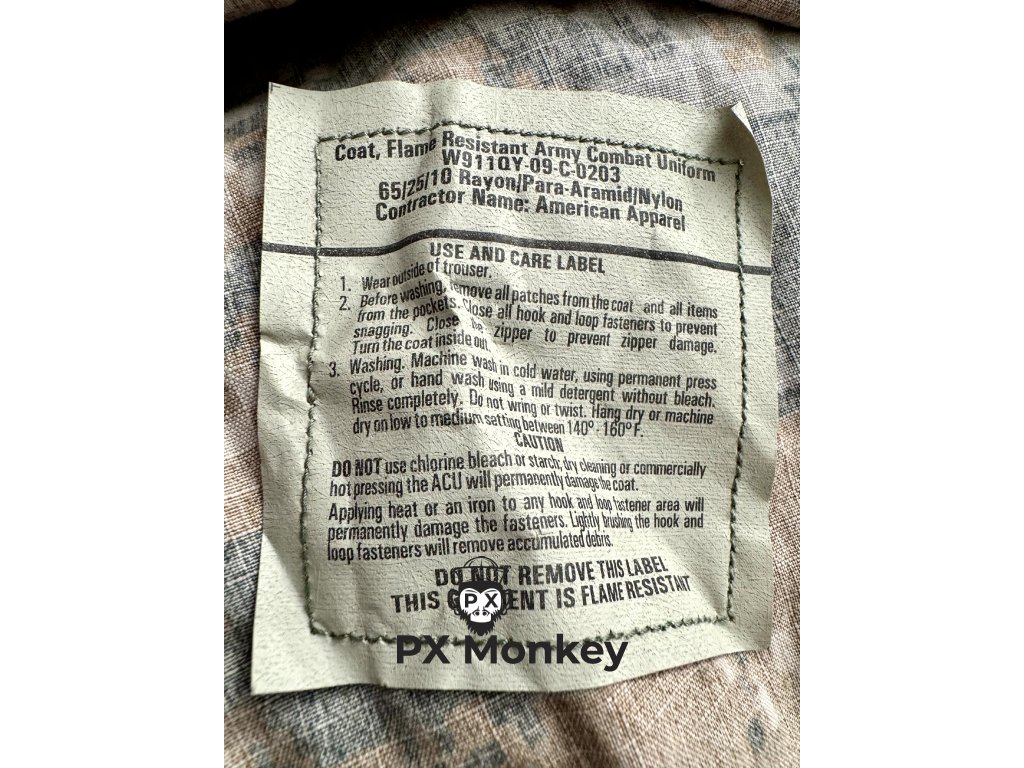 Coat, Flame Resistant Army Combat Uniform
W911QY-09-C-0203
65/25/10 Rayon/Para-Aramid/Nylon
Contractor Name: American Apparel
USE AND CARE LABEL
1. Wear outside of trouser.
2. Before washing, remove all patches from the coat and all items
from the pockets. Close all hook and loop fasteners to prevent
snagging. Close the zipper to prevent zipper damage.
Turn the coat inside out.
3. Washing. Machine wash in cold water, using permanent press
cycle, or hand wash using a mild detergent without bleach.
Rinse completely. Do not wring or twist. Hang dry or machine
dry on low to medium setting between 140° - 160° F.
CAUTION
DO NOT use chlorine bleach or starch; dry cleaning or commercially
hot pressing the ACU will permanently damage the coat.
Applying heat or an iron to any hook and loop fastener area will
permanently damage the fasteners. Lightly brushing the hook and
loop fasteners will remove accumulated debris.
DO NOT REMOVE THIS LABEL
THIS GARMENT IS FLAME RESISTANT
PX
PX Monkey